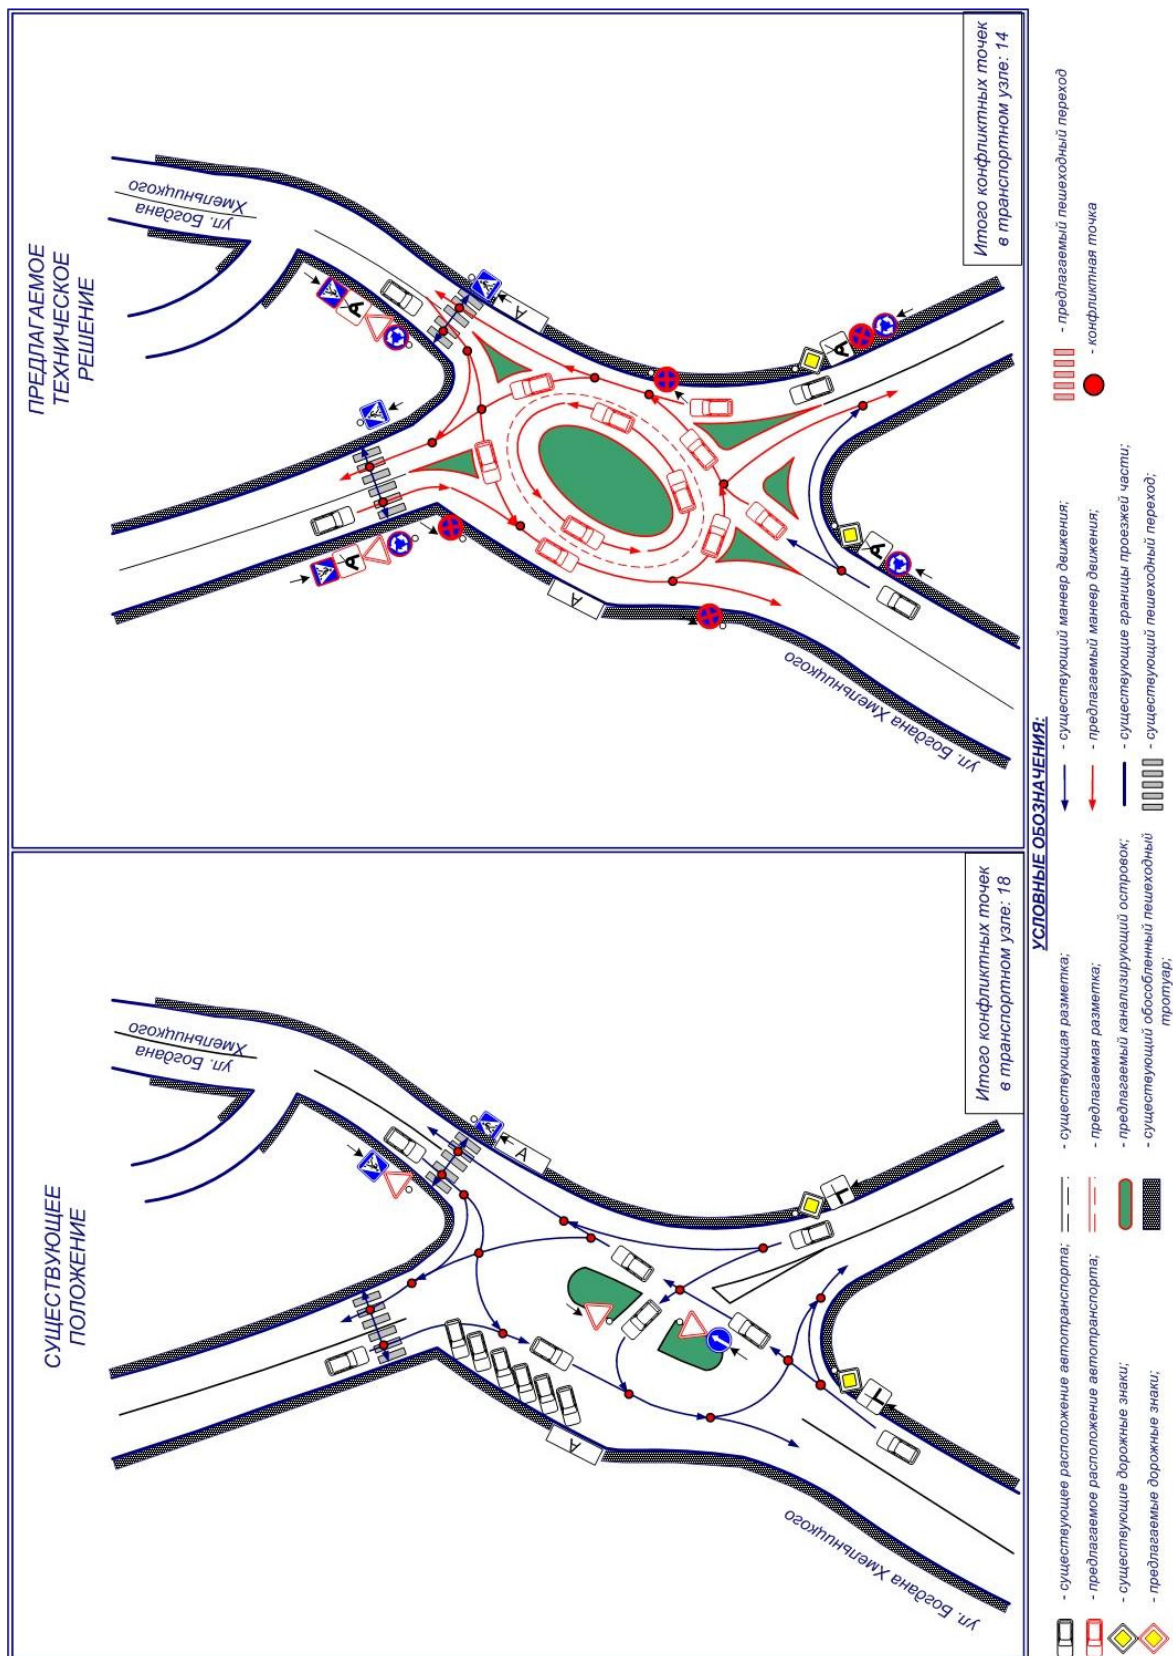 СУЩЕСТВУЮЩЕЕ
ПОЛОЖЕНИЕ
ул. Богдана
Хмельницкого
А
А
ул. Богдана Хмельницкого
Итого конфликтных точек
в транспортном узле: 18
ПРЕДЛАГАЕМОЕ
ТЕХНИЧЕСКОЕ
РЕШЕНИЕ
ул. Богдана
Хмельницкого
А
А
ул. Богдана Хмельницкого
Итого конфликтных точек
в транспортном узле: 14
УСЛОВНЫЕ ОБОЗНАЧЕНИЯ:
- существующее расположение автотранспорта;
- предлагаемое расположение автотранспорта;
- существующие дорожные знаки;
- предлагаемые дорожные знаки;
- существующая разметка;
- предлагаемая разметка;
- предлагаемый канализирующий островок;
- существующий обособленный пешеходный
тротуар;
- существующий маневр движения;
- предлагаемый маневр движения;
- существующие границы проезжей части;
- существующий пешеходный переход;
- предлагаемый пешеходный переход
- конфликтная точка